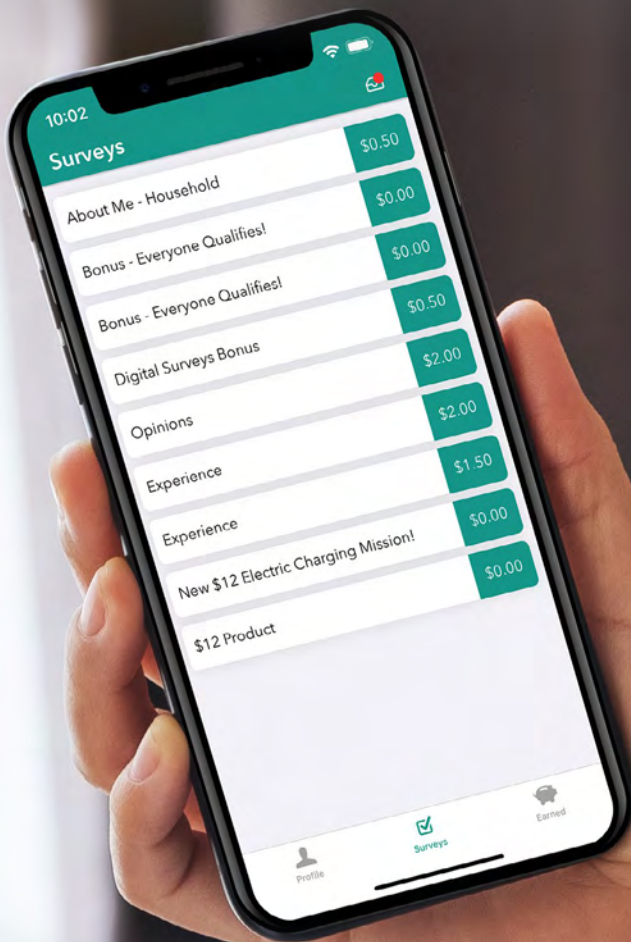 10:02
Surveys
About Me - Household $0.50
Bonus - Everyone Qualifies! $0.00
Bonus - Everyone Qualifies! $0.00
Digital Surveys Bonus $0.50
Opinions $2.00
Experience $2.00
Experience $1.50
New $12 Electric Charging Mission! $0.00
$12 Product $0.00
Profile Surveys Earned